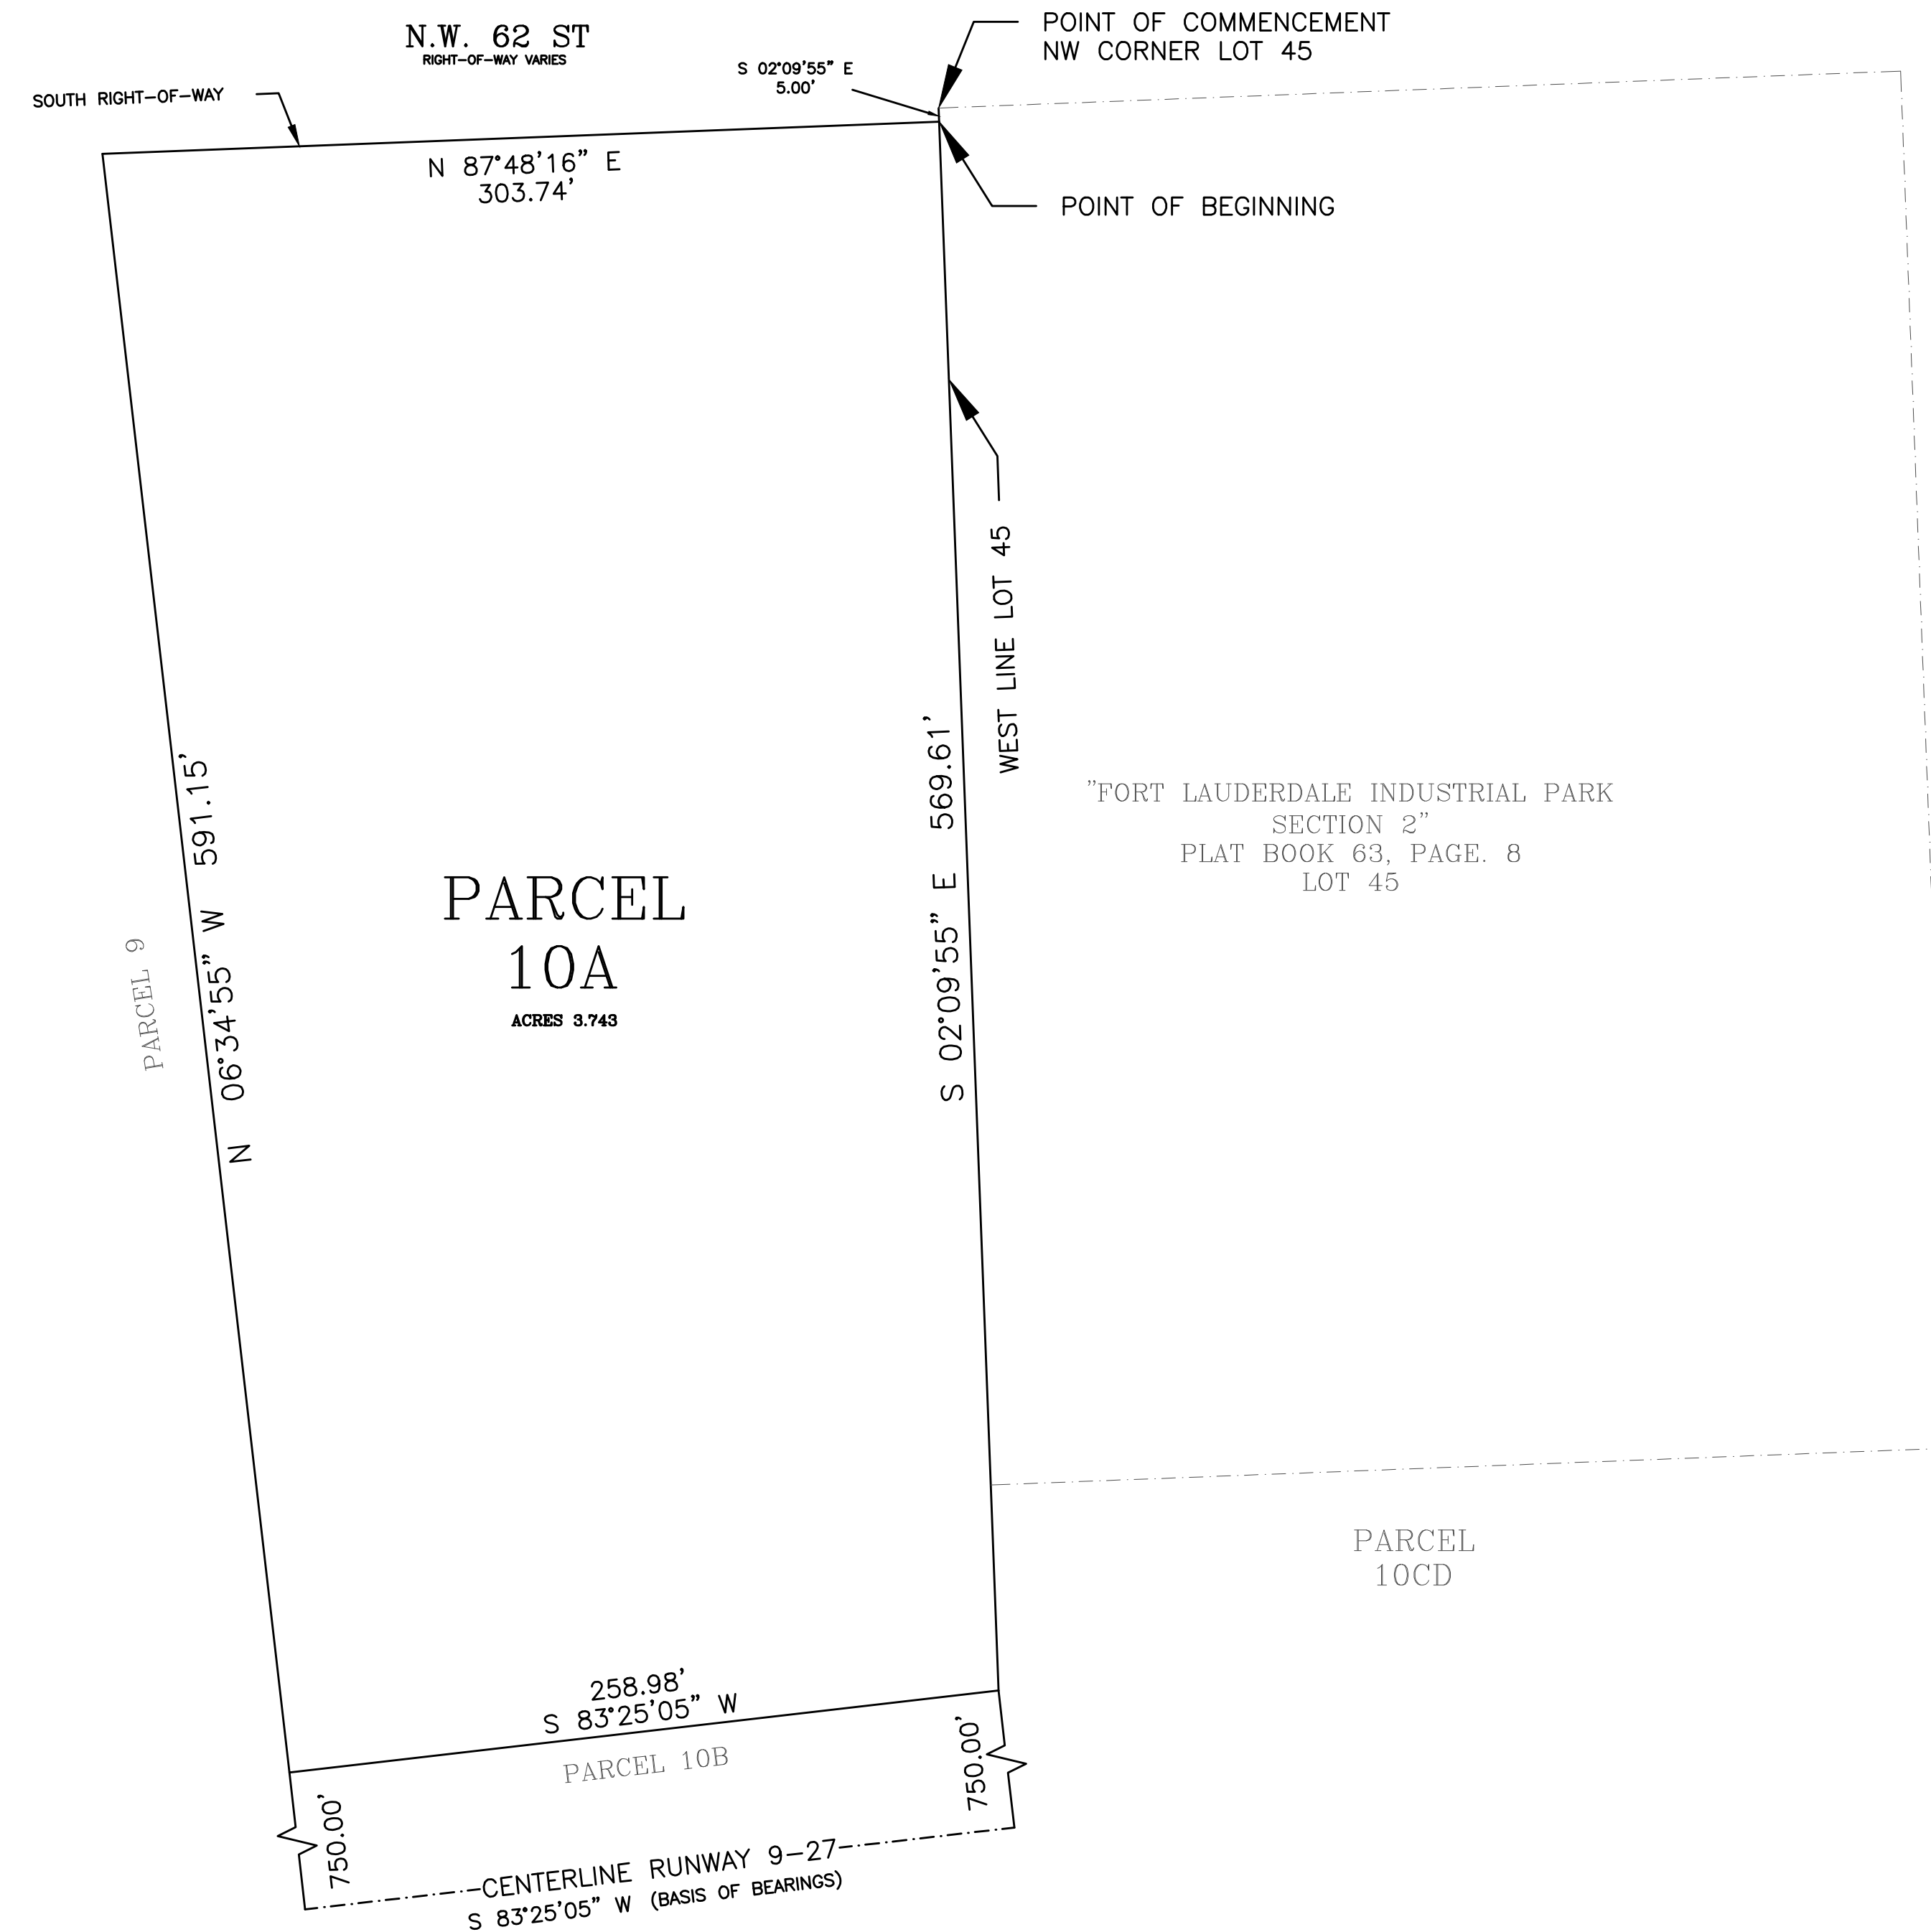 N.W. 62 ST
RIGHT-OF-WAY VARIES
POINT OF COMMENCEMENT
NW CORNER LOT 45
S 02°09'55" E
5.00'
SOUTH RIGHT-OF-WAY
N 87°48'16" E
303.74'
POINT OF BEGINNING
WEST LINE LOT 45
N 06°34'55" W 591.15'
S 02°09'55" E 569.61'
"FORT LAUDERDALE INDUSTRIAL PARK
SECTION 2"
PLAT BOOK 63, PAGE. 8
LOT 45
PARCEL
10A
ACRES 3.743
PARCEL 9
PARCEL
10CD
258.98'
S 83°25'05" W
PARCEL 10B
750.00'
750.00'
CENTERLINE RUNWAY 9-27
S 83°25'05" W (BASIS OF BEARINGS)